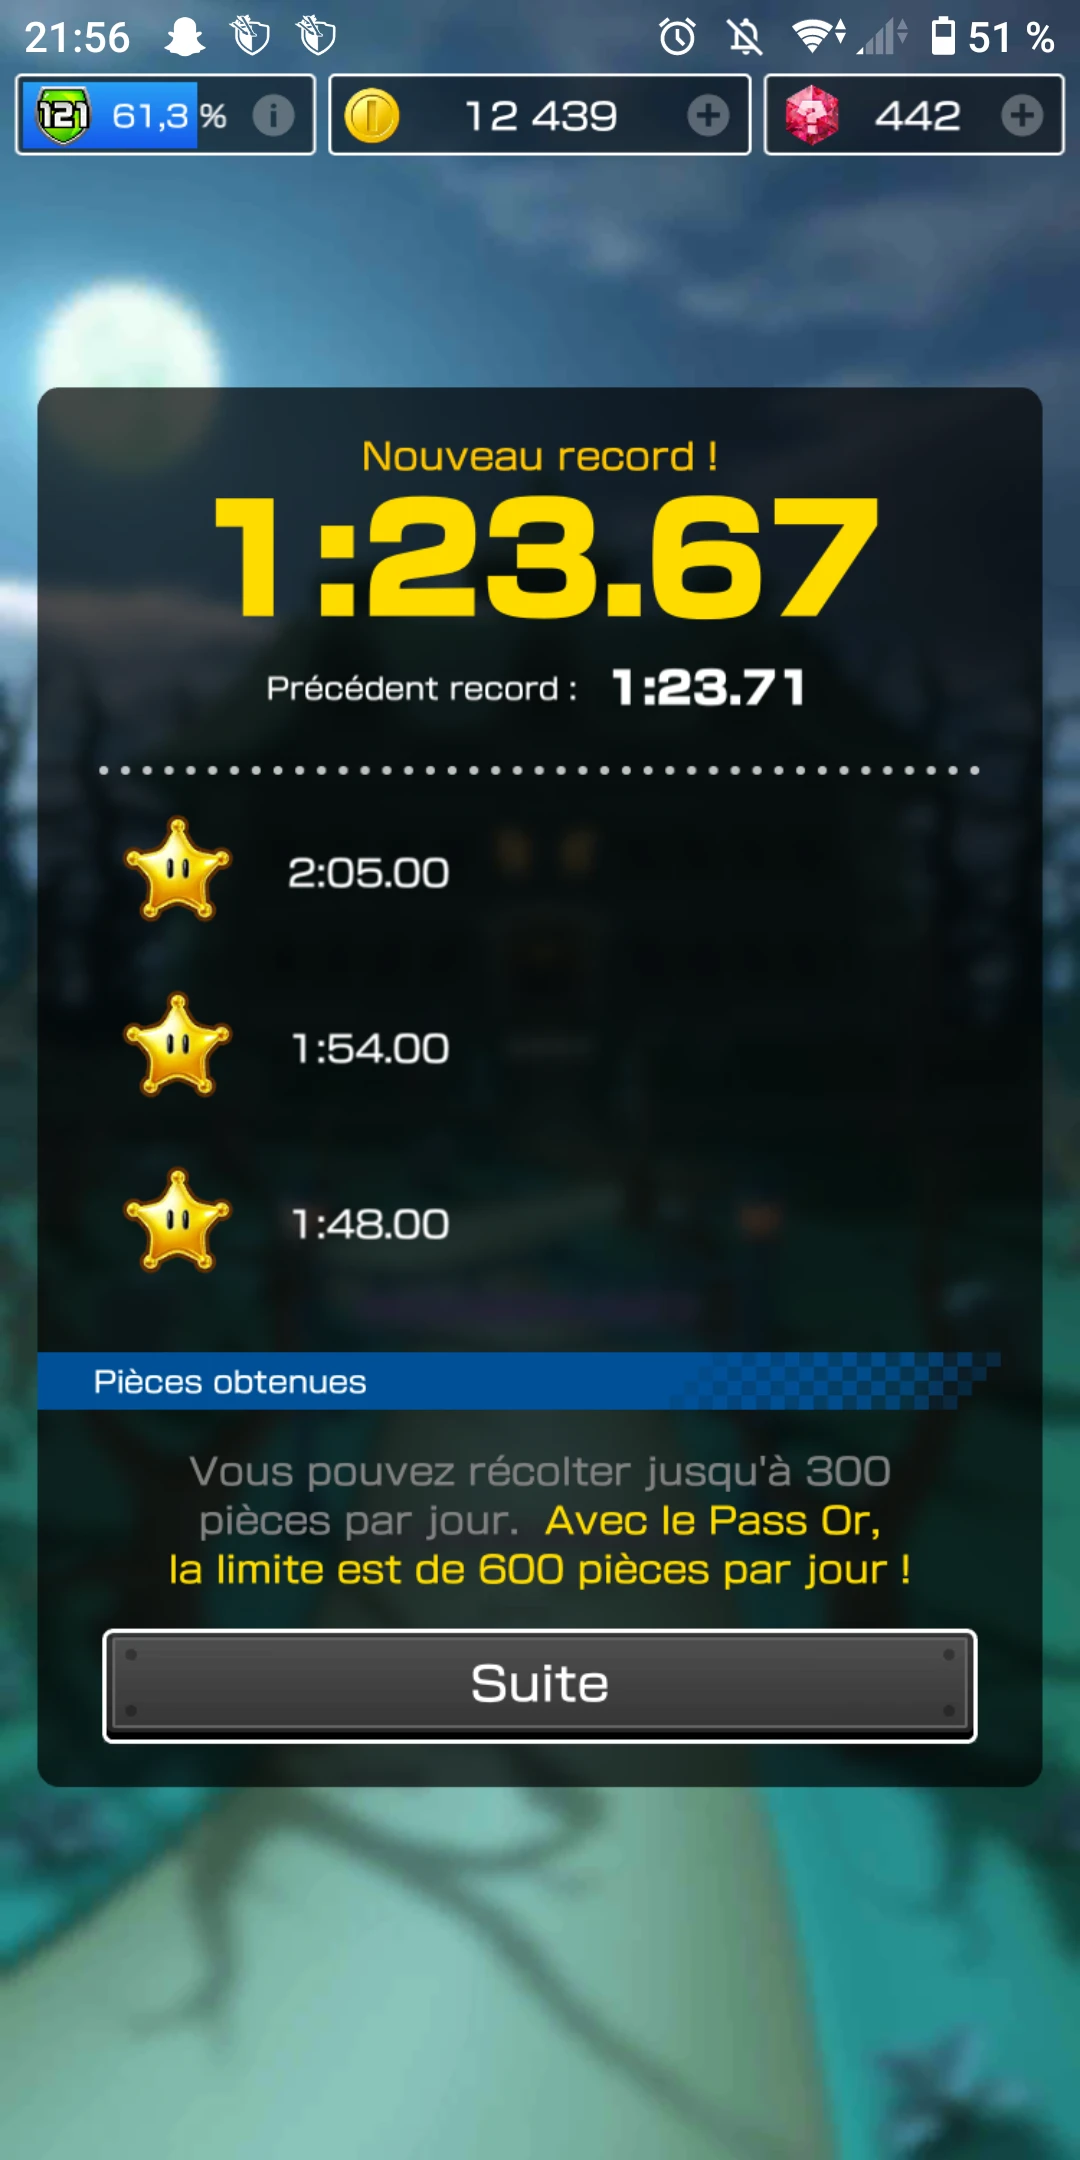 21:56 51 %
121 61,3 % i 12 439 + ? 442 +
Nouveau record !
1:23.67
Précédent record : 1:23.71
2:05.00
1:54.00
1:48.00
Pièces obtenues
Vous pouvez récolter jusqu'à 300
pièces par jour. Avec le Pass Or,
la limite est de 600 pièces par jour !
Suite